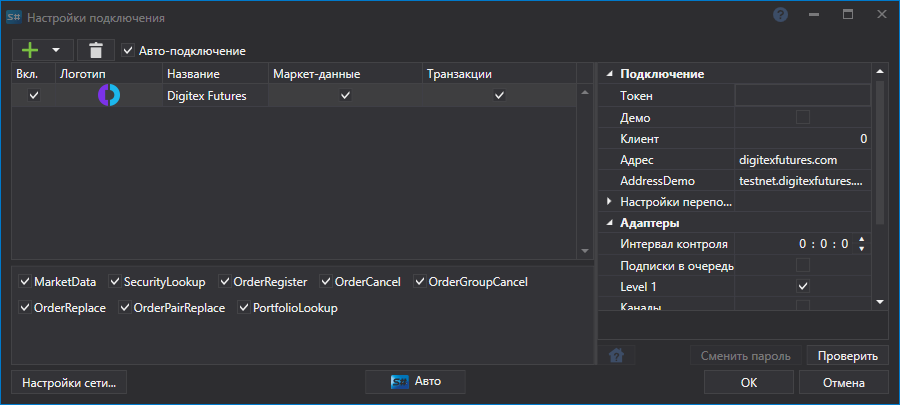 S# Настройки подключения ?
Авто-подключение
Вкл. Логотип Название Маркет-данные Транзакции
Digitex Futures
MarketData SecurityLookup OrderRegister OrderCancel OrderGroupCancel
OrderReplace OrderPairReplace PortfolioLookup
Подключение
Токен
Демо
Клиент 0
Адрес digitexfutures.com
AddressDemo testnet.digitexfutures....
Настройки перепо...
Адаптеры
Интервал контроля 0 : 0 : 0
Подписки в очередь
Level 1
Каналы
Сменить пароль Проверить
Настройки сети... S# Авто OK Отмена